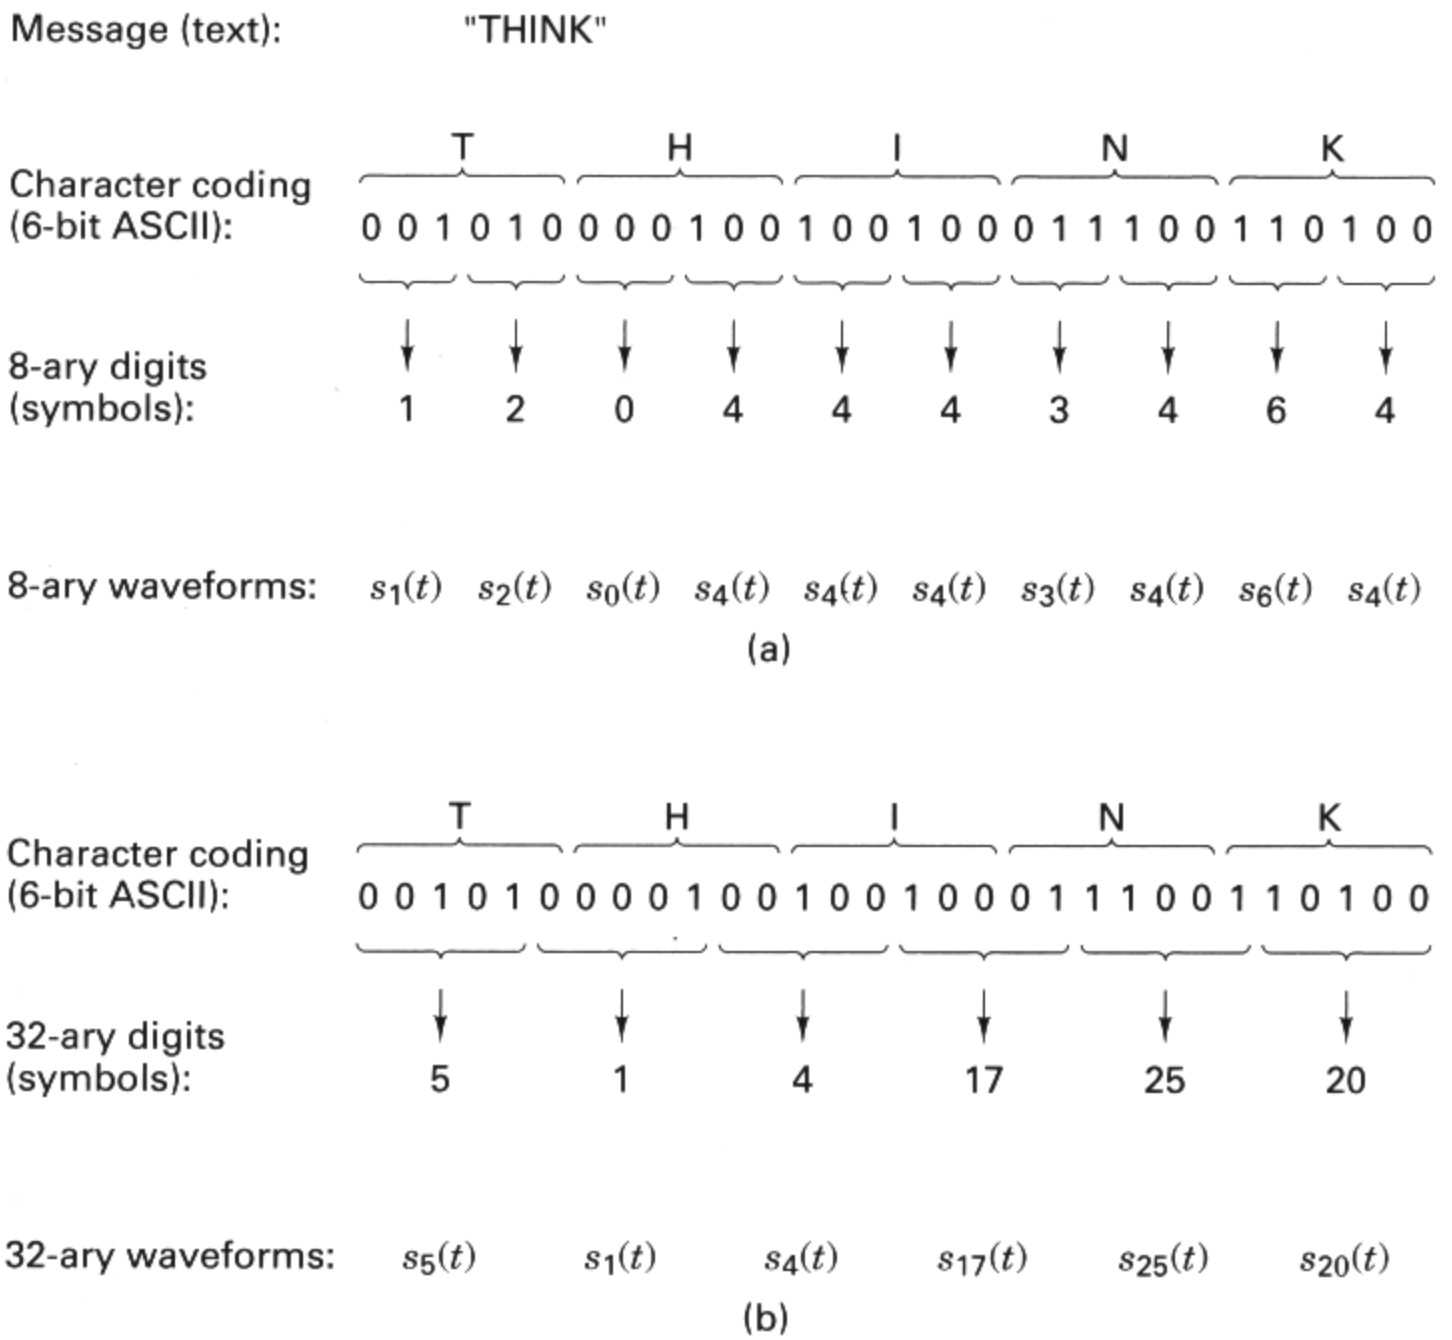 Message (text): "THINK"
T H I N K
Character coding
(6-bit ASCII): 0 0 1 0 1 0 0 0 0 1 0 0 1 0 0 1 0 0 0 1 1 1 0 0 1 1 0 1 0 0
8-ary digits
(symbols): 1 2 0 4 4 4 3 4 6 4
8-ary waveforms: s1(t) s2(t) s0(t) s4(t) s4(t) s4(t) s3(t) s4(t) s6(t) s4(t)
(a)
T H I N K
Character coding
(6-bit ASCII): 0 0 1 0 1 0 0 0 0 1 0 0 1 0 0 1 0 0 0 1 1 1 0 0 1 1 0 1 0 0
32-ary digits
(symbols): 5 1 4 17 25 20
32-ary waveforms: s5(t) s1(t) s4(t) s17(t) s25(t) s20(t)
(b)